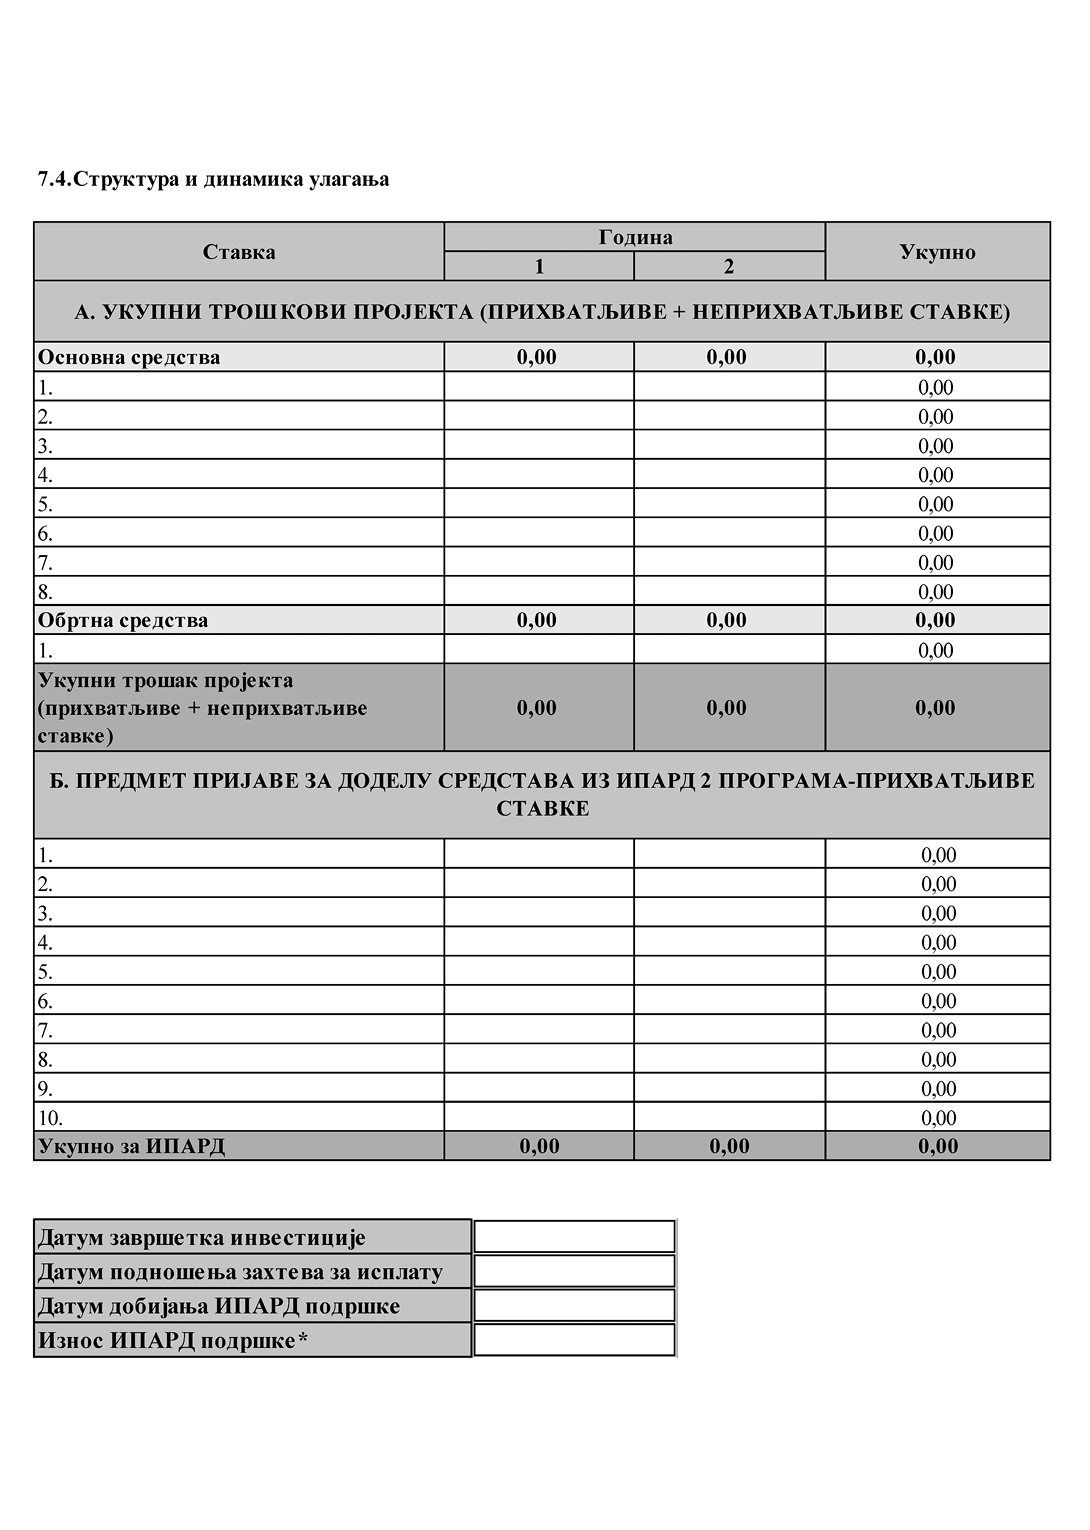 7.4.Структура и динамика улагања
Ставка Година Укупно
1 2
А. УКУПНИ ТРОШКОВИ ПРОЈЕКТА (ПРИХВАТЉИВЕ + НЕПРИХВАТЉИВЕ СТАВКЕ)
Основна средства 0,00 0,00 0,00
1. 0,00
2. 0,00
3. 0,00
4. 0,00
5. 0,00
6. 0,00
7. 0,00
8. 0,00
Обртна средства 0,00 0,00 0,00
1. 0,00
Укупни трошак пројекта
(прихватљиве + неприхватљиве 0,00 0,00 0,00
ставке)
Б. ПРЕДМЕТ ПРИЈАВЕ ЗА ДОДЕЛУ СРЕДСТАВА ИЗ ИПАРД 2 ПРОГРАМА-ПРИХВАТЉИВЕ
СТАВКЕ
1. 0,00
2. 0,00
3. 0,00
4. 0,00
5. 0,00
6. 0,00
7. 0,00
8. 0,00
9. 0,00
10. 0,00
Укупно за ИПАРД 0,00 0,00 0,00
Датум завршетка инвестиције
Датум подношења захтева за исплату
Датум добијања ИПАРД подршке
Износ ИПАРД подршке*